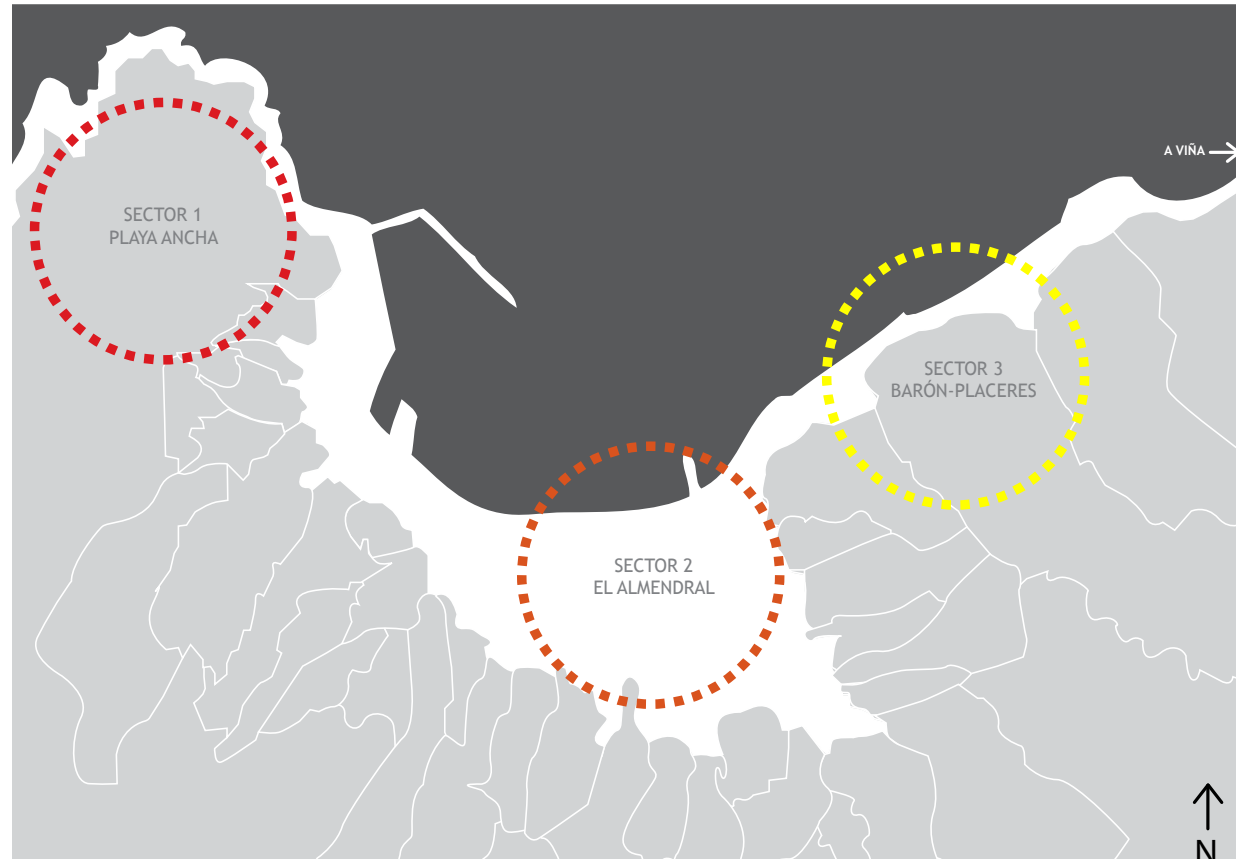 A VIÑA
SECTOR 1
PLAYA ANCHA
SECTOR 3
BARÓN-PLACERES
SECTOR 2
EL ALMENDRAL
N